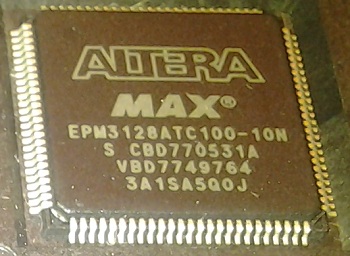 ALTERA
MAX®
EPM3128ATC100-10N
S CBD770531A
VBD7749764
3A1SA5Q0J